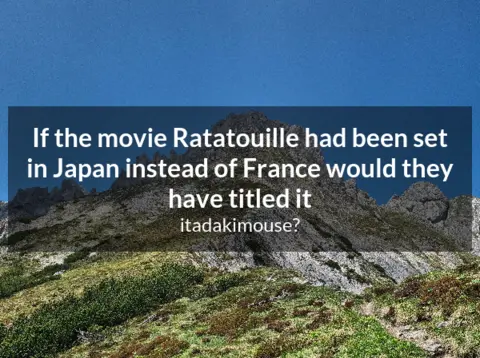 If the movie Ratatouille had been set
in Japan instead of France would they
have titled it
itadakimouse?